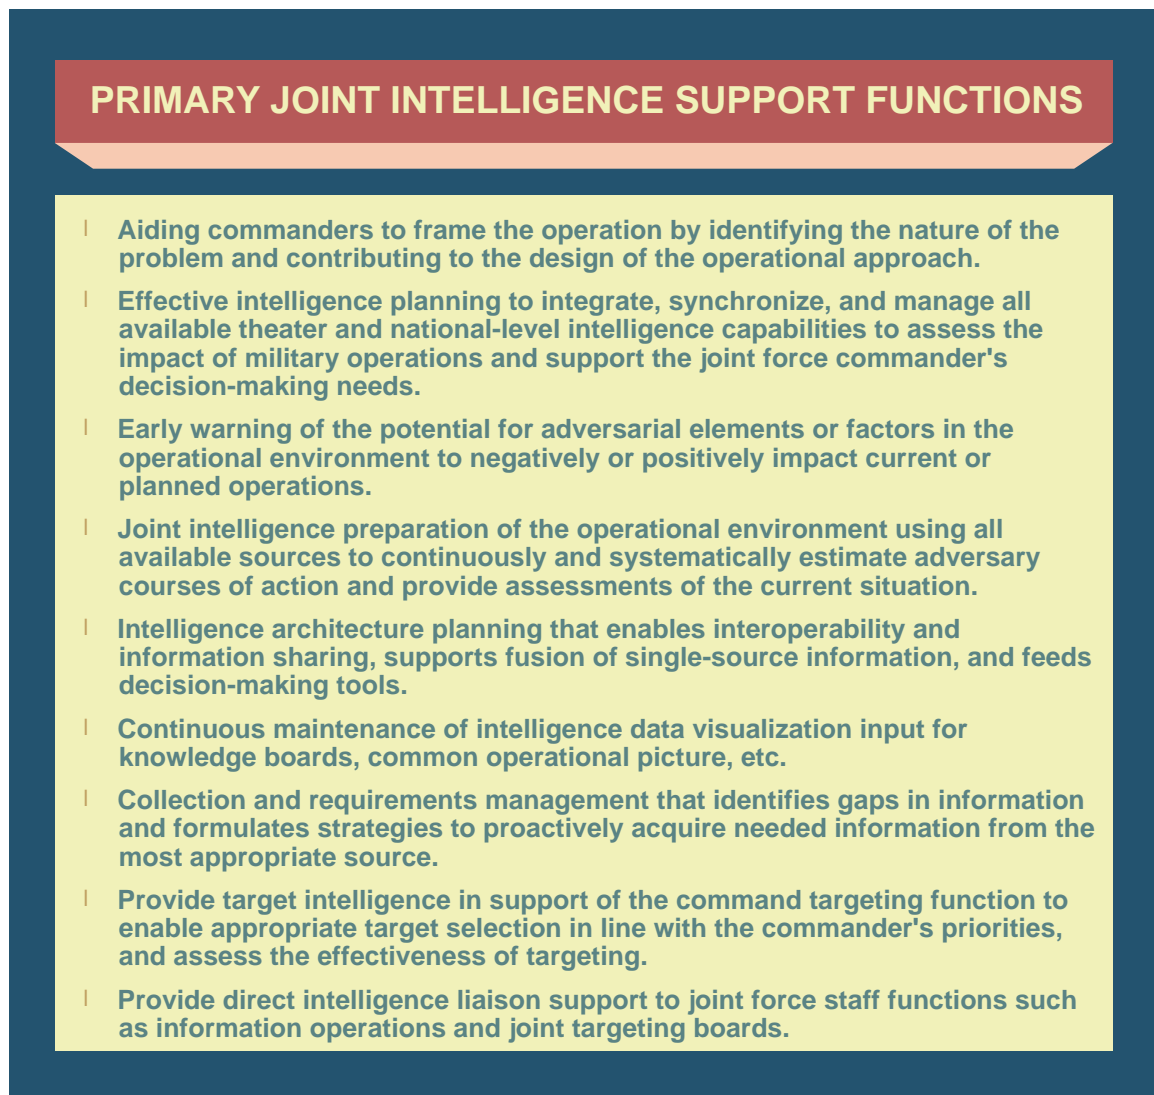 PRIMARY JOINT INTELLIGENCE SUPPORT FUNCTIONS
l Aiding commanders to frame the operation by identifying the nature of the
problem and contributing to the design of the operational approach.
l Effective intelligence planning to integrate, synchronize, and manage all
available theater and national-level intelligence capabilities to assess the
impact of military operations and support the joint force commander's
decision-making needs.
l Early warning of the potential for adversarial elements or factors in the
operational environment to negatively or positively impact current or
planned operations.
l Joint intelligence preparation of the operational environment using all
available sources to continuously and systematically estimate adversary
courses of action and provide assessments of the current situation.
l Intelligence architecture planning that enables interoperability and
information sharing, supports fusion of single-source information, and feeds
decision-making tools.
l Continuous maintenance of intelligence data visualization input for
knowledge boards, common operational picture, etc.
l Collection and requirements management that identifies gaps in information
and formulates strategies to proactively acquire needed information from the
most appropriate source.
l Provide target intelligence in support of the command targeting function to
enable appropriate target selection in line with the commander's priorities,
and assess the effectiveness of targeting.
l Provide direct intelligence liaison support to joint force staff functions such
as information operations and joint targeting boards.